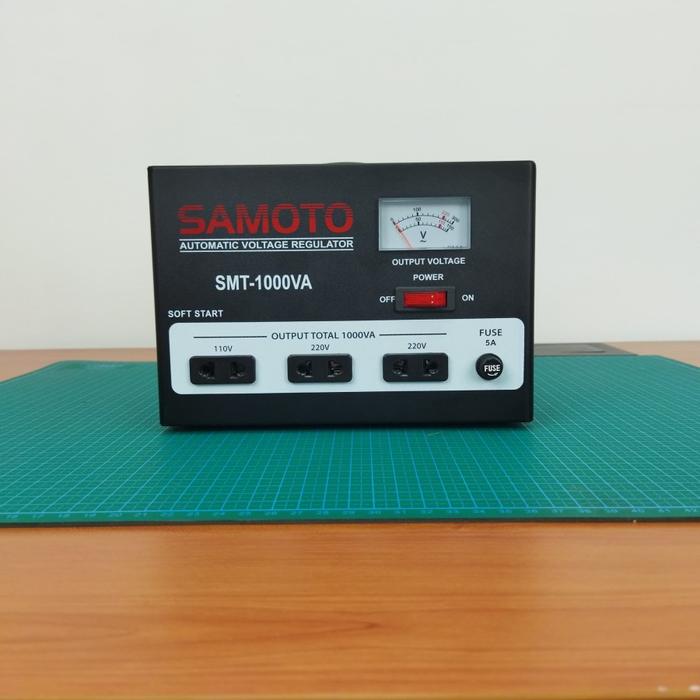 SAMOTO
AUTOMATIC VOLTAGE REGULATOR
SMT-1000VA
V
OUTPUT VOLTAGE
POWER
OFF ON
SOFT START
OUTPUT TOTAL 1000VA
110V 220V 220V
FUSE
5A
FUSE